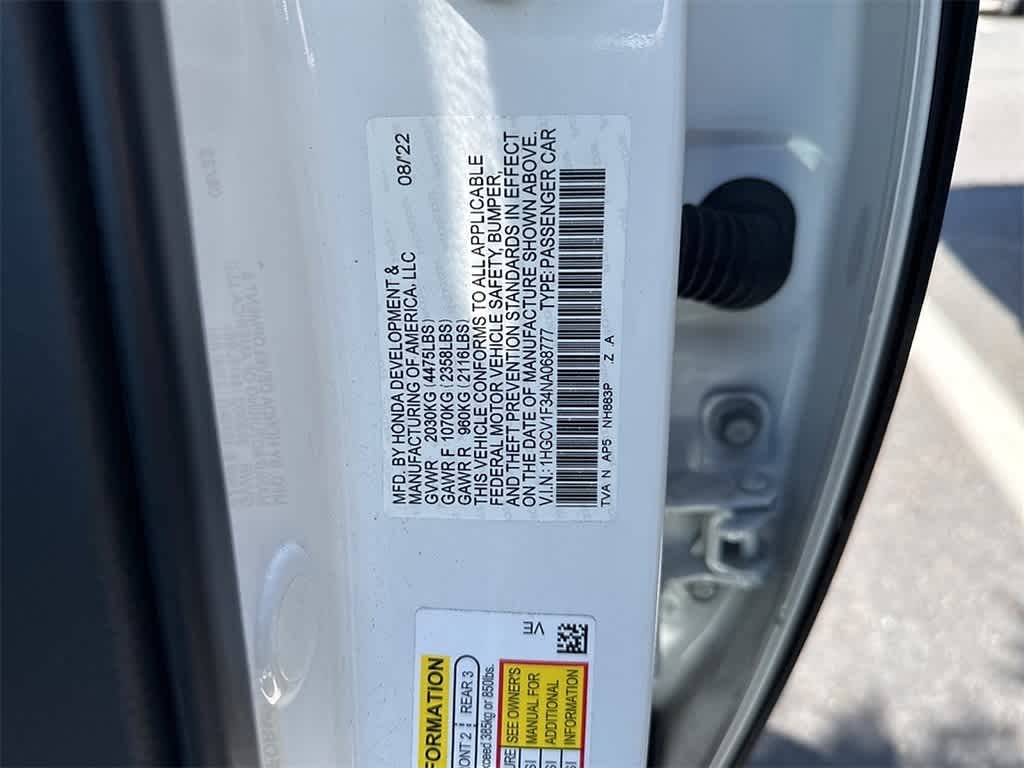 MFD. BY HONDA DEVELOPMENT & 08/'22
MANUFACTURING OF AMERICA, LLC
GVWR 2030KG (4475LBS)
GAWR F 1070KG (2358LBS)
GAWR R 960KG (2116LBS)
THIS VEHICLE CONFORMS TO ALL APPLICABLE
FEDERAL MOTOR VEHICLE SAFETY, BUMPER,
AND THEFT PREVENTION STANDARDS IN EFFECT
ON THE DATE OF MANUFACTURE SHOWN ABOVE.
V.I.N.: 1HGCV1F34NA068777 TYPE: PASSENGER CAR
TVA N AP5 NH883P Z A
VE
FORMATION
ONT 2 REAR 3
xceed 385kg or 850lbs.
SEE OWNER'S
MANUAL FOR
ADDITIONAL
INFORMATION